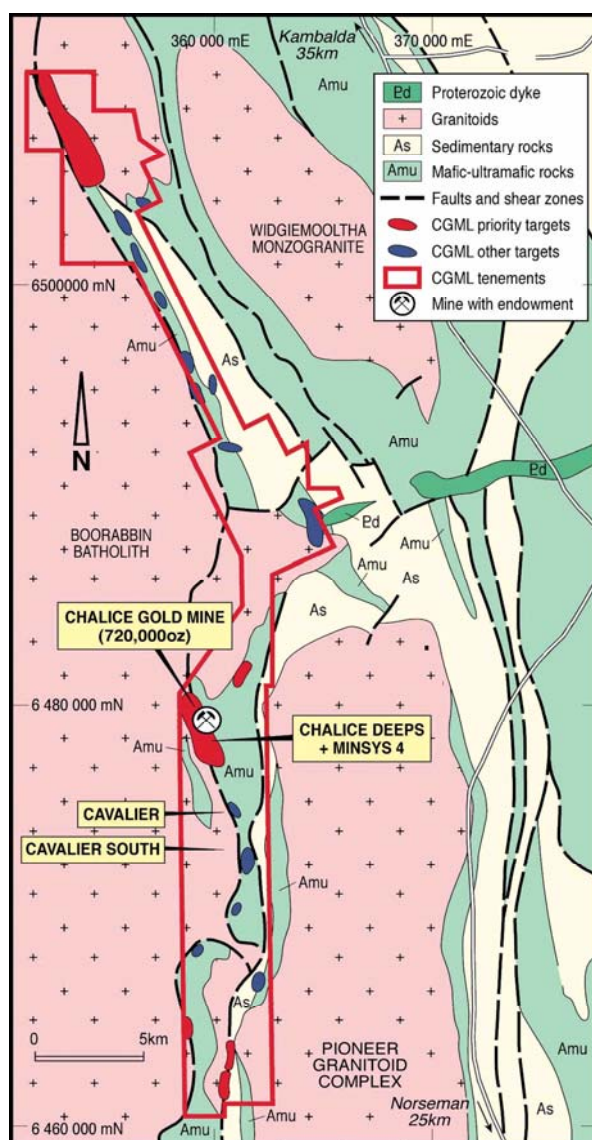 360 000 mE
370 000 mE
Kambalda
35km
Amu
Pd Proterozoic dyke
+ Granitoids
As Sedimentary rocks
Amu Mafic-ultramafic rocks
Faults and shear zones
CGML priority targets
CGML other targets
CGML tenements
Mine with endowment
WIDGIEMOOLTHA
MONZOGRANITE
6500000 mN
Amu
As
N
Amu
Pd
BOORABBIN
BATHOLITH
Pd
Amu
Amu
As
As
CHALICE GOLD MINE
(720,000oz)
6 480 000 mN
CHALICE DEEPS
+ MINSYS 4
Amu
Amu
CAVALIER
CAVALIER SOUTH
Amu
As
0 5km
PIONEER
GRANITOID
COMPLEX
Amu
Norseman
25km
6 460 000 mN
Amu
Amu
As